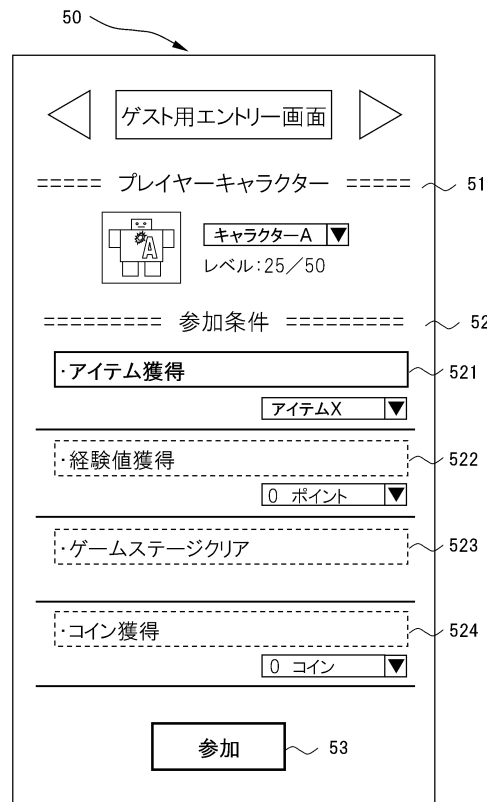 50
ゲスト用エントリー画面
===== プレイヤーキャラクター ===== 51
A
キャラクターA ▼
レベル:25／50
========= 参加条件 ========= 52
・アイテム獲得 521
アイテムX ▼
・経験値獲得 522
0 ポイント ▼
・ゲームステージクリア 523
・コイン獲得 524
0 コイン ▼
参加 53